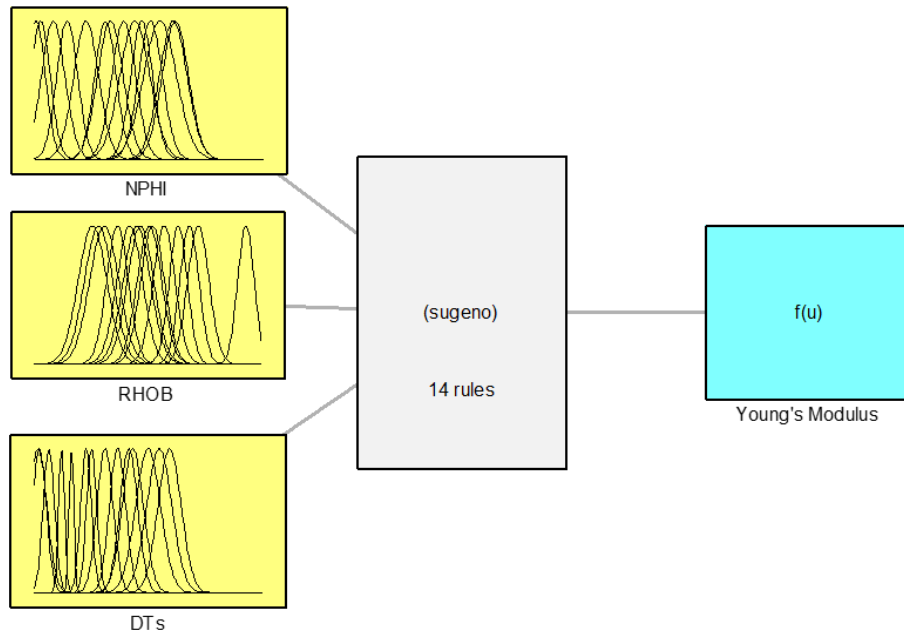 NPHI
RHOB
DTs
(sugeno)
14 rules
f(u)
Young's Modulus